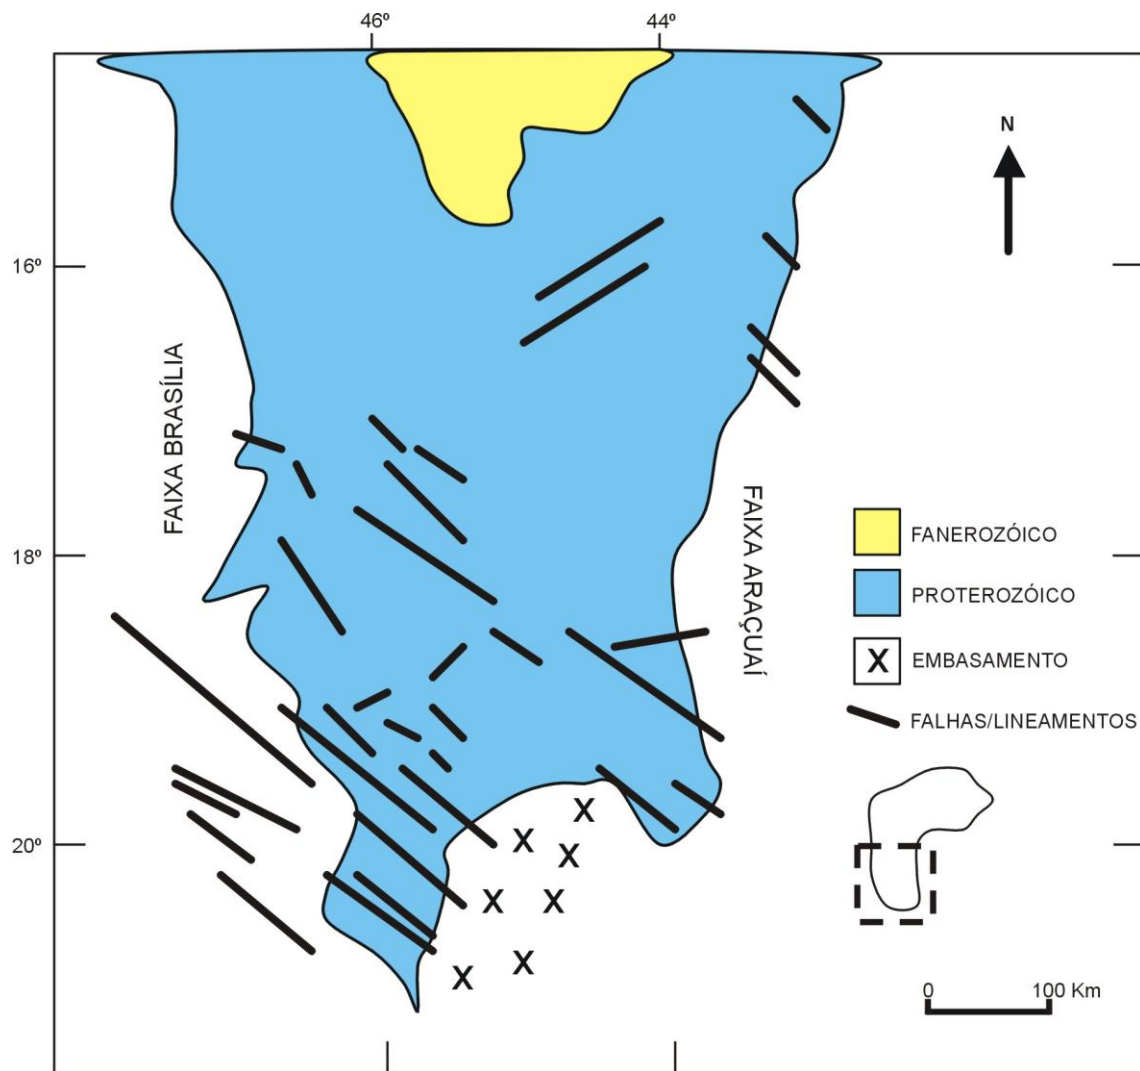 46º
44º
N
16º
FAIXA BRASÍLIA
FAIXA ARAÇUAÍ
FANEROZÓICO
18º
PROTEROZÓICO
X
EMBASAMENTO
FALHAS/LINEAMENTOS
X
20º
X
X
X
X
X
X
0
100 Km